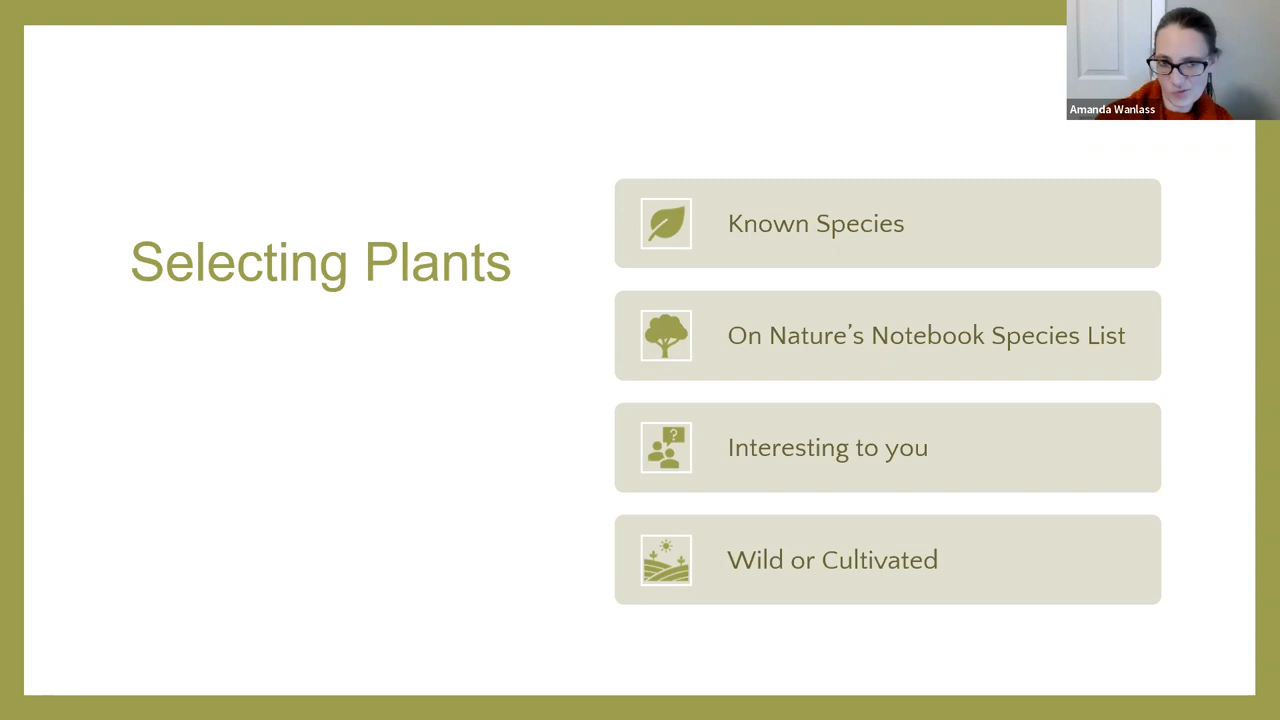 Amanda Wanlass
Selecting Plants
Known Species
On Nature’s Notebook Species List
?
Interesting to you
Wild or Cultivated